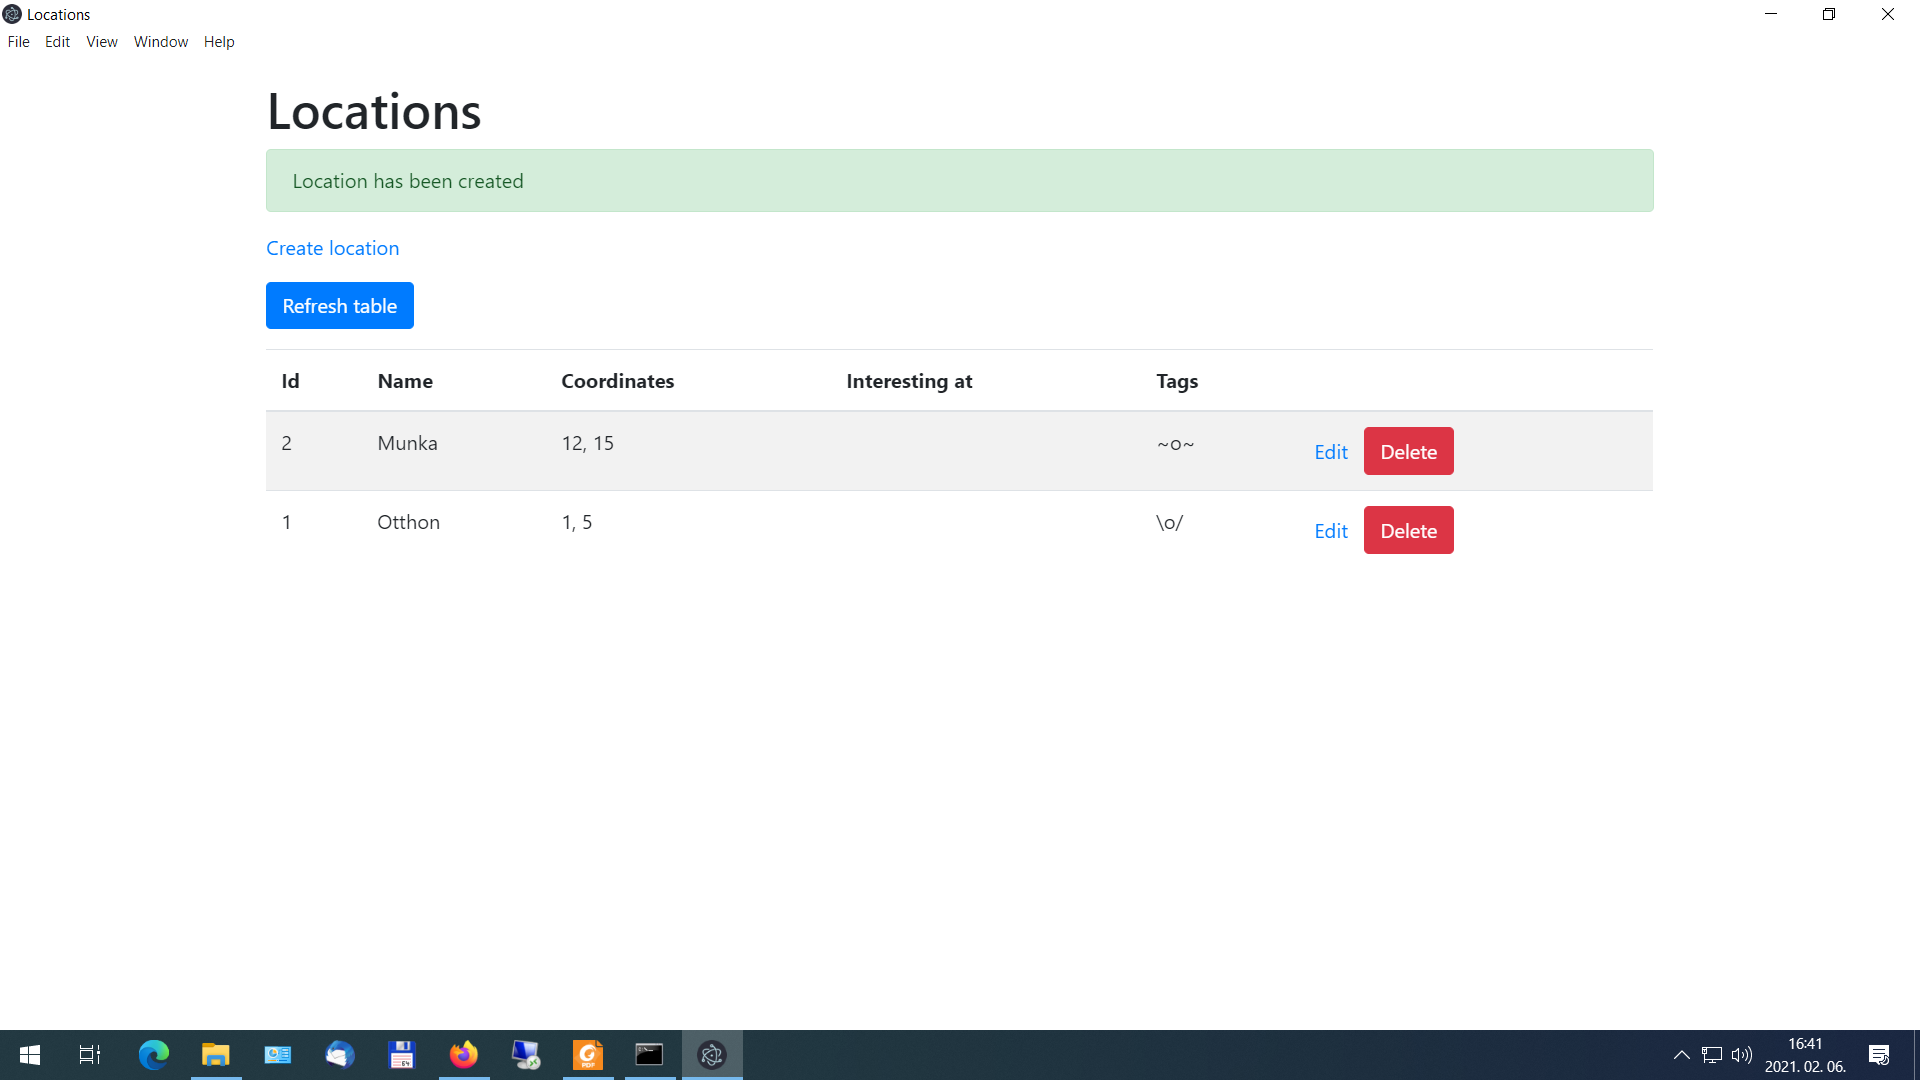 Locations
File Edit View Window Help
Locations
Location has been created
Create location
Refresh table
Id Name Coordinates Interesting at Tags
2 Munka 12, 15 ~o~ Edit Delete
1 Otthon 1, 5 \o/ Edit Delete
64
PDF
16:41
2021. 02. 06.